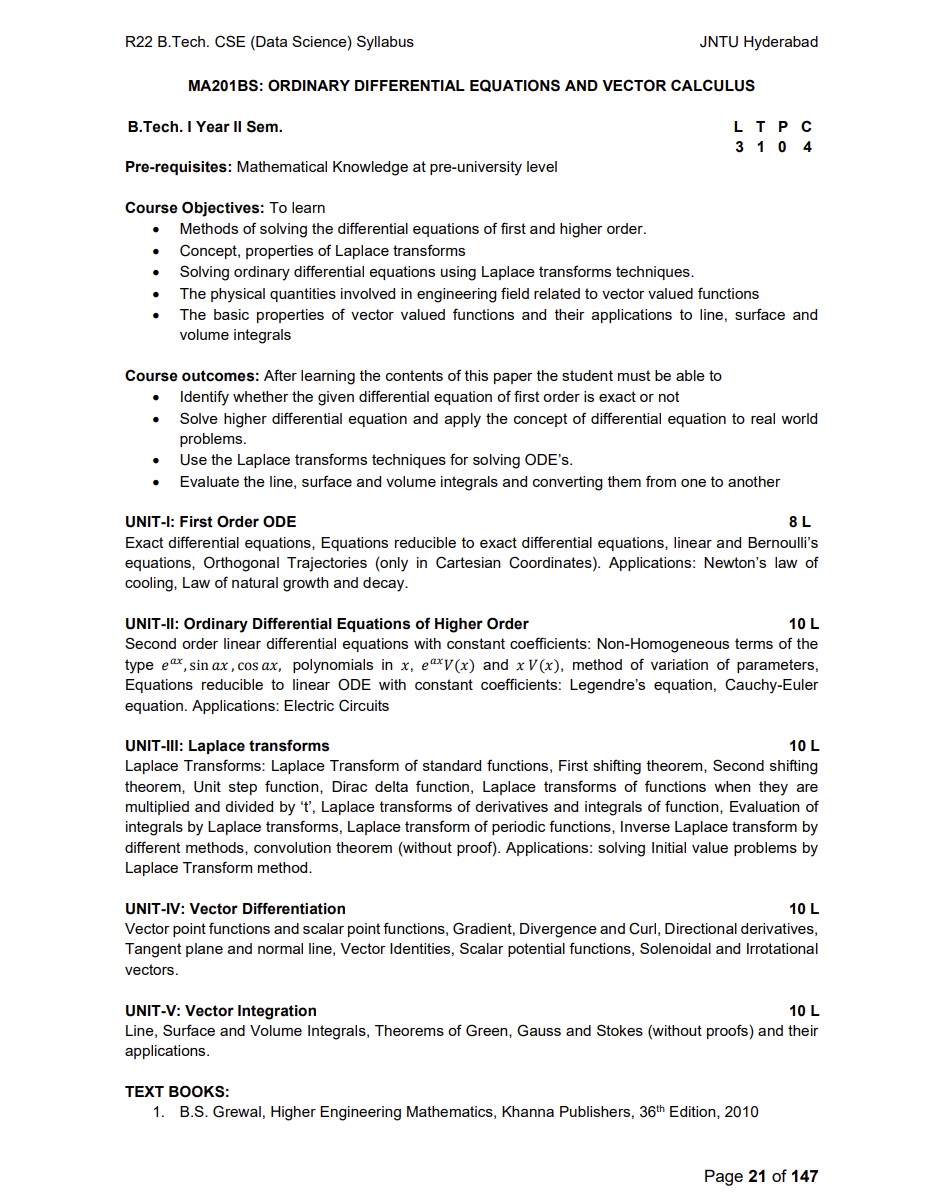 R22 B.Tech. CSE (Data Science) Syllabus JNTU Hyderabad
MA201BS: ORDINARY DIFFERENTIAL EQUATIONS AND VECTOR CALCULUS
B.Tech. I Year II Sem. L T P C
3 1 0 4
Pre-requisites: Mathematical Knowledge at pre-university level
Course Objectives: To learn
• Methods of solving the differential equations of first and higher order.
• Concept, properties of Laplace transforms
• Solving ordinary differential equations using Laplace transforms techniques.
• The physical quantities involved in engineering field related to vector valued functions
• The basic properties of vector valued functions and their applications to line, surface and
volume integrals
Course outcomes: After learning the contents of this paper the student must be able to
• Identify whether the given differential equation of first order is exact or not
• Solve higher differential equation and apply the concept of differential equation to real world
problems.
• Use the Laplace transforms techniques for solving ODE's.
• Evaluate the line, surface and volume integrals and converting them from one to another
UNIT-I: First Order ODE 8 L
Exact differential equations, Equations reducible to exact differential equations, linear and Bernoulli's
equations, Orthogonal Trajectories (only in Cartesian Coordinates). Applications: Newton's law of
cooling, Law of natural growth and decay.
UNIT-II: Ordinary Differential Equations of Higher Order 10 L
Second order linear differential equations with constant coefficients: Non-Homogeneous terms of the
type 𝑒ᵃˣ, sin 𝑎𝑥, cos 𝑎𝑥, polynomials in 𝑥, 𝑒ᵃˣ𝑉(𝑥) and 𝑥 𝑉(𝑥), method of variation of parameters,
Equations reducible to linear ODE with constant coefficients: Legendre's equation, Cauchy-Euler
equation. Applications: Electric Circuits
UNIT-III: Laplace transforms 10 L
Laplace Transforms: Laplace Transform of standard functions, First shifting theorem, Second shifting
theorem, Unit step function, Dirac delta function, Laplace transforms of functions when they are
multiplied and divided by 't', Laplace transforms of derivatives and integrals of function, Evaluation of
integrals by Laplace transforms, Laplace transform of periodic functions, Inverse Laplace transform by
different methods, convolution theorem (without proof). Applications: solving Initial value problems by
Laplace Transform method.
UNIT-IV: Vector Differentiation 10 L
Vector point functions and scalar point functions, Gradient, Divergence and Curl, Directional derivatives,
Tangent plane and normal line, Vector Identities, Scalar potential functions, Solenoidal and Irrotational
vectors.
UNIT-V: Vector Integration 10 L
Line, Surface and Volume Integrals, Theorems of Green, Gauss and Stokes (without proofs) and their
applications.
TEXT BOOKS:
1. B.S. Grewal, Higher Engineering Mathematics, Khanna Publishers, 36th Edition, 2010
Page 21 of 147